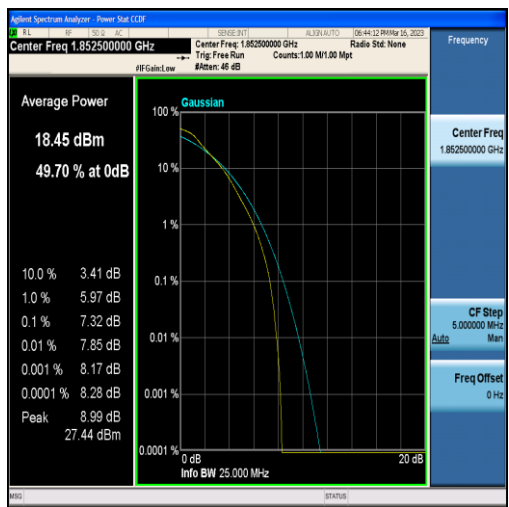 Agilent Spectrum Analyzer - Power Stat CCDF
RL RF 50 Ω AC SENSE:INT ALIGN AUTO 06:44:12 PM Mar 16, 2023
Center Freq 1.852500000 GHz
Center Freq: 1.852500000 GHz Radio Std: None
Trig: Free Run Counts:1.00 M/1.00 Mpt
#IFGain:Low #Atten: 46 dB
Frequency
Average Power
18.45 dBm
49.70 % at 0dB
10.0 % 3.41 dB
1.0 % 5.97 dB
0.1 % 7.32 dB
0.01 % 7.85 dB
0.001 % 8.17 dB
0.0001 % 8.28 dB
Peak 8.99 dB
27.44 dBm
Gaussian
100 %
10 %
1 %
0.1 %
0.01 %
0.001 %
0.0001 %
0 dB 20 dB
Info BW 25.000 MHz
Center Freq
1.852500000 GHz
CF Step
5.000000 MHz
Auto Man
Freq Offset
0 Hz
MSG STATUS